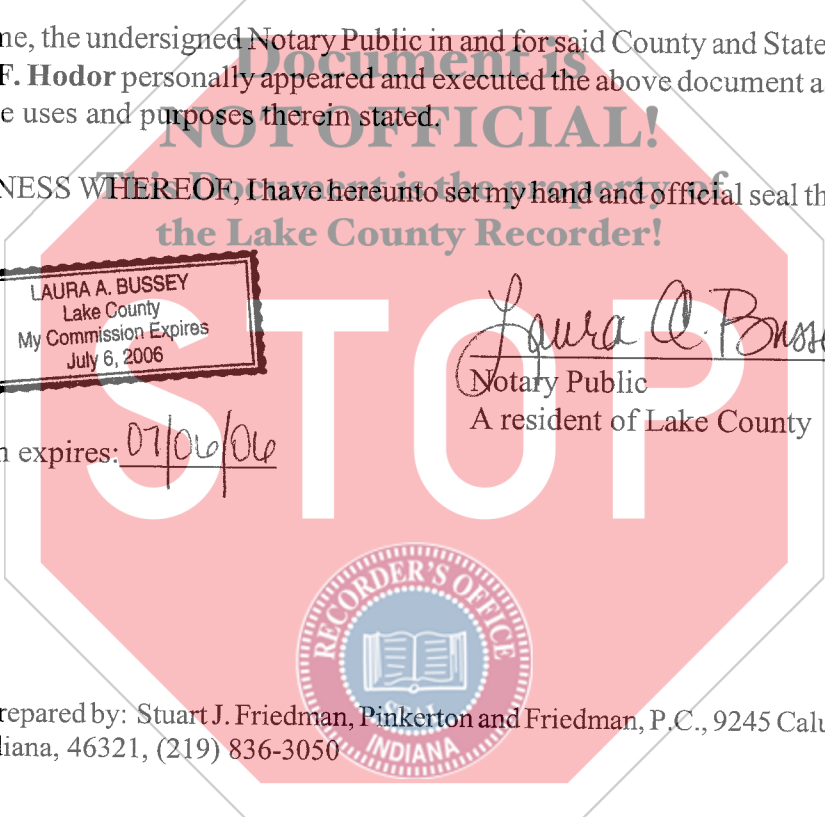 me, the undersigned Notary Public in and for said County and State
F. Hodor personally appeared and executed the above document a
e uses and purposes therein stated.
Document is
NOT OFFICIAL!
NESS WHEREOF, I have hereunto set my hand and official seal th
This Document is the property of
the Lake County Recorder!
LAURA A. BUSSEY
Lake County
My Commission Expires
July 6, 2006
Laura A. Busse
Notary Public
A resident of Lake County
n expires: 07/06/06
STOP
RECORDER'S OFFICE
SEAL
INDIANA
repared by: Stuart J. Friedman, Pinkerton and Friedman, P.C., 9245 Calu
diana, 46321, (219) 836-3050